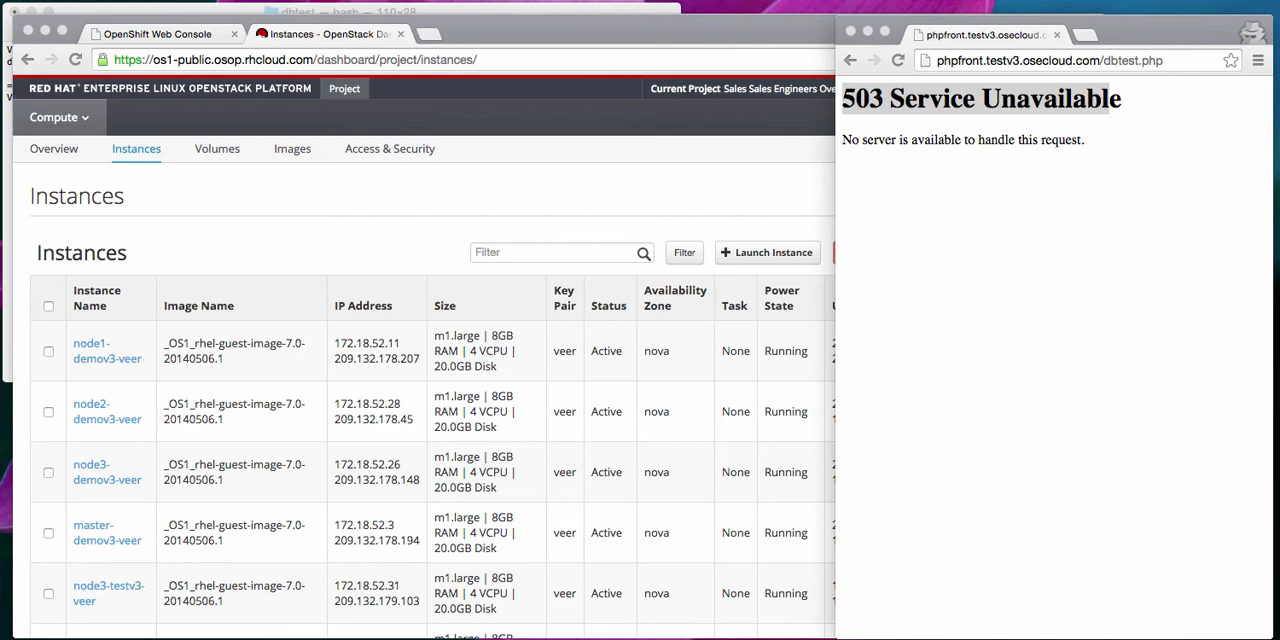 dbtest — bash — 110×28
OpenShift Web Console
Instances - OpenStack Das
https://os1-public.osop.rhcloud.com/dashboard/project/instances/
RED HAT® ENTERPRISE LINUX OPENSTACK PLATFORM
Project
Current Project Sales Sales Engineers Ove
Compute
Overview
Instances
Volumes
Images
Access & Security
Instances
Instances
Filter
Filter
+ Launch Instance
Instance Name
Image Name
IP Address
Size
Key Pair
Status
Availability Zone
Task
Power State
node1-demov3-veer
_OS1_rhel-guest-image-7.0-20140506.1
172.18.52.11
209.132.178.207
m1.large | 8GB
RAM | 4 VCPU |
20.0GB Disk
veer
Active
nova
None
Running
node2-demov3-veer
_OS1_rhel-guest-image-7.0-20140506.1
172.18.52.28
209.132.178.45
m1.large | 8GB
RAM | 4 VCPU |
20.0GB Disk
veer
Active
nova
None
Running
node3-demov3-veer
_OS1_rhel-guest-image-7.0-20140506.1
172.18.52.26
209.132.178.148
m1.large | 8GB
RAM | 4 VCPU |
20.0GB Disk
veer
Active
nova
None
Running
master-demov3-veer
_OS1_rhel-guest-image-7.0-20140506.1
172.18.52.3
209.132.178.194
m1.large | 8GB
RAM | 4 VCPU |
20.0GB Disk
veer
Active
nova
None
Running
node3-testv3-veer
_OS1_rhel-guest-image-7.0-20140506.1
172.18.52.31
209.132.179.103
m1.large | 8GB
RAM | 4 VCPU |
20.0GB Disk
veer
Active
nova
None
Running
m1.large | 8GB
phpfront.testv3.osecloud.c
phpfront.testv3.osecloud.com/dbtest.php
503 Service Unavailable
No server is available to handle this request.